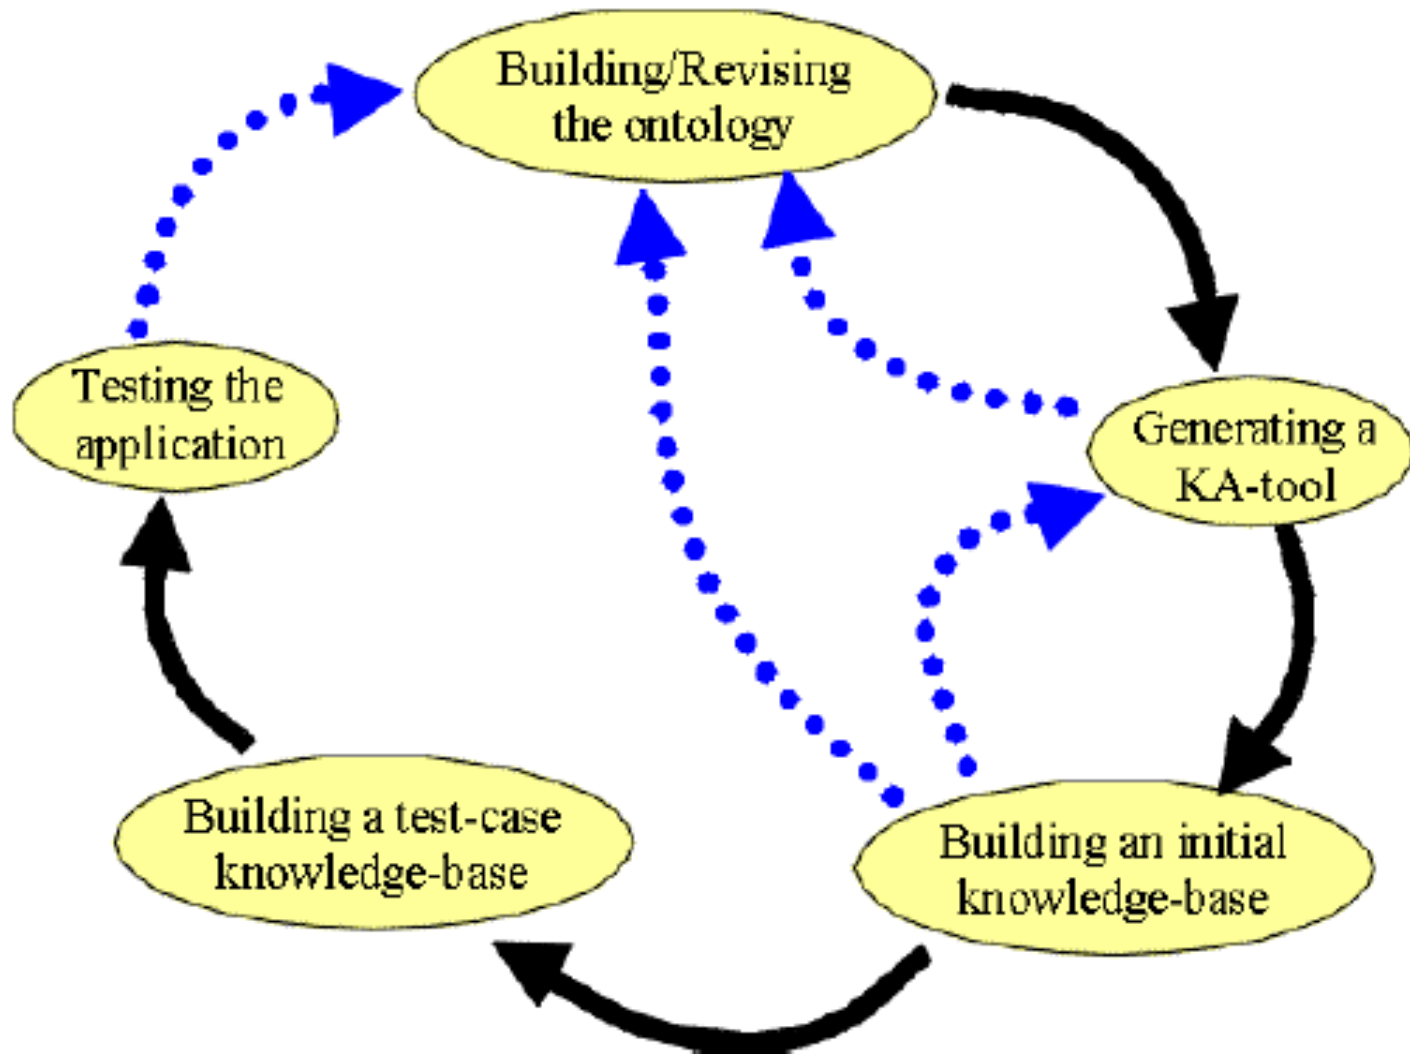 Building/Revising
the ontology
Testing the
application
Generating a
KA-tool
Building a test-case
knowledge-base
Building an initial
knowledge-base